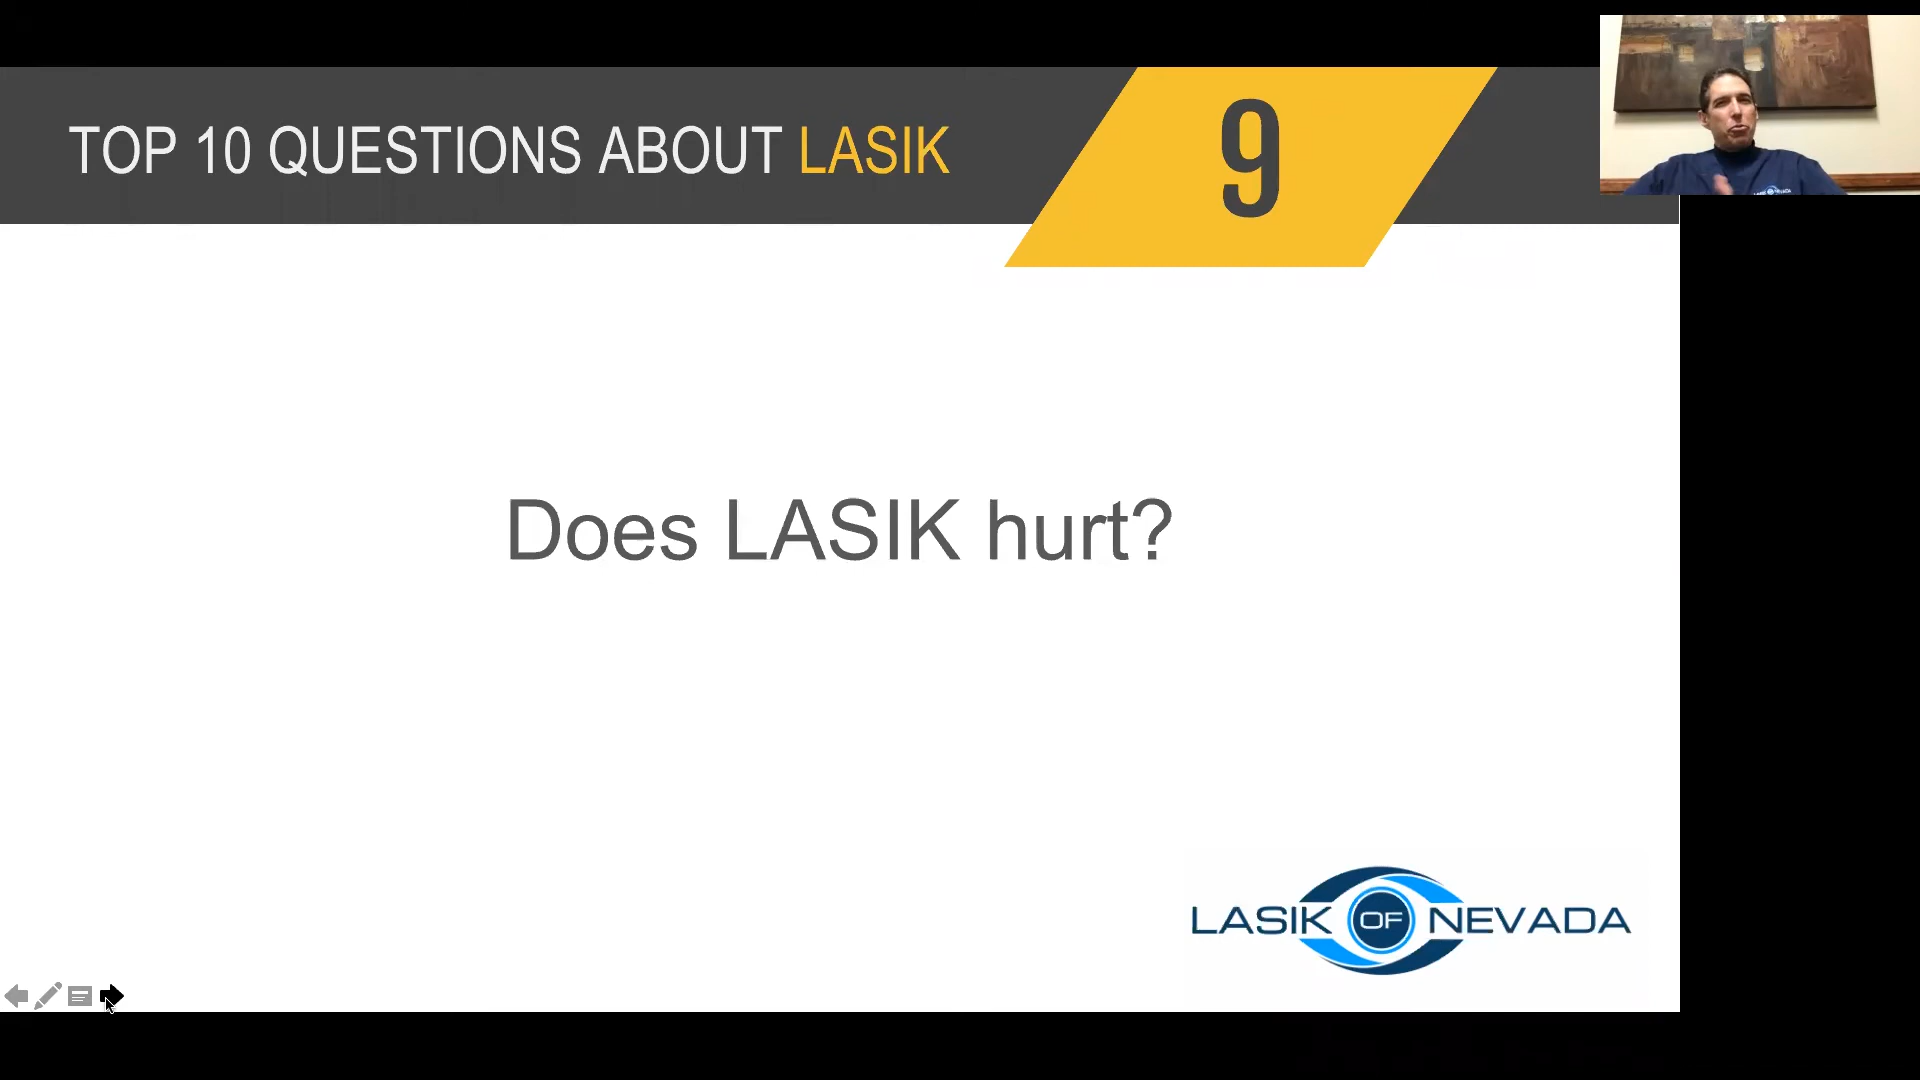 TOP 10 QUESTIONS ABOUT LASIK
9
Does LASIK hurt?
LASIK OF NEVADA